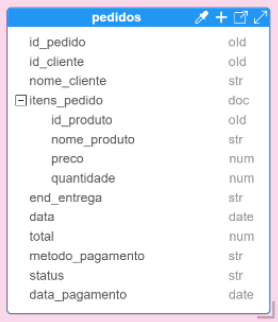 pedidos
id_pedido oId
id_cliente oId
nome_cliente str
itens_pedido doc
id_produto oId
nome_produto str
preco num
quantidade num
end_entrega str
data date
total num
metodo_pagamento str
status str
data_pagamento date